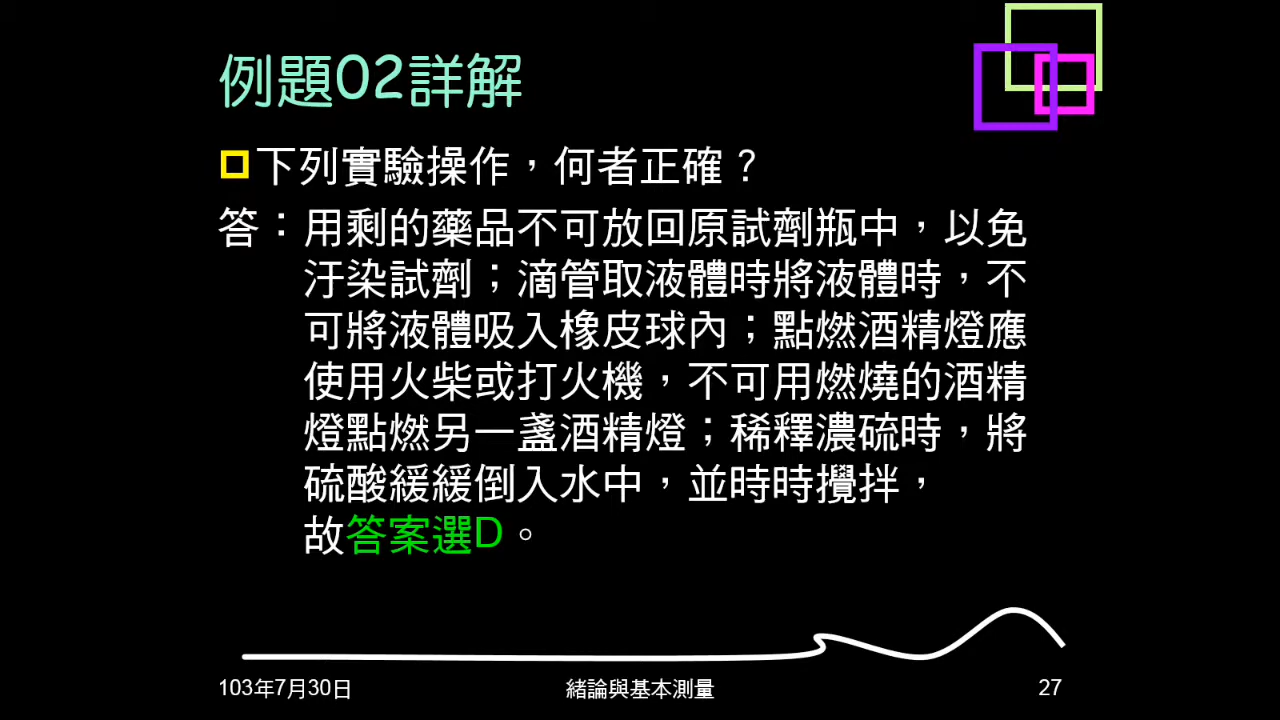 例題02詳解
下列實驗操作，何者正確？
答：用剩的藥品不可放回原試劑瓶中，以免
汙染試劑；滴管取液體時將液體時，不
可將液體吸入橡皮球內；點燃酒精燈應
使用火柴或打火機，不可用燃燒的酒精
燈點燃另一盞酒精燈；稀釋濃硫時，將
硫酸緩緩倒入水中，並時時攪拌，
故答案選D。
103年7月30日
緒論與基本測量
27